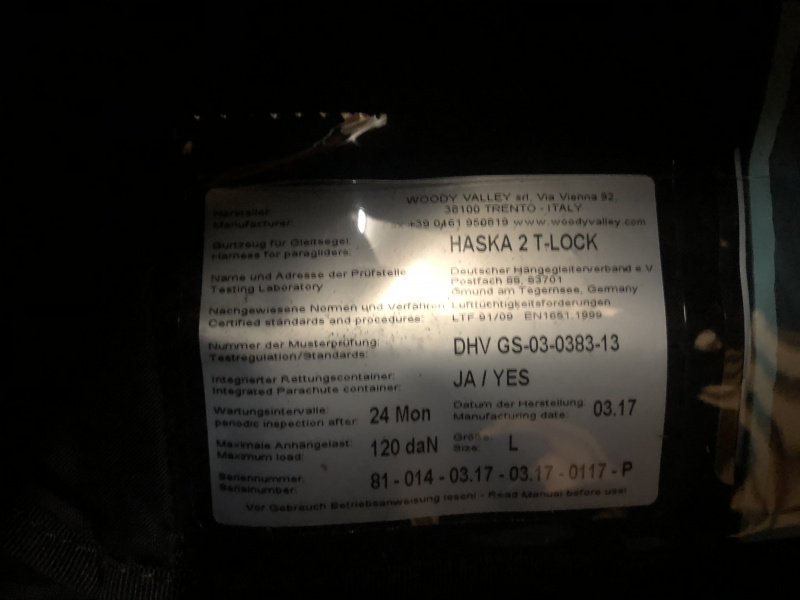 Hersteller
Manufacturer:
WOODY VALLEY srl, Via Vienna 92,
38100 TRENTO - ITALY
+39 0461 950819 www.woodyvalley.com
Gurtzeug für Gleitsegel:
Harness for paragliders:
HASKA 2 T-LOCK
Name und Adresse der Prüfstelle
Testing Laboratory
Deutscher Hängegleiterverband e.V
Postfach 88, 83701
Gmund am Tegernsee, Germany
Nachgewiesene Normen und Verfahren
Certified standards and procedures:
Lufttüchtigkeitsforderungen
LTF 91/09 EN1651.1999
Nummer der Musterprüfung:
Testregulation/Standards:
DHV GS-03-0383-13
Integrierter Rettungscontainer:
Integrated Parachute container:
JA / YES
Wartungsintervalle
periodic inspection after:
24 Mon
Datum der Herstellung:
Manufacturing date:
03.17
Maximale Anhängelast:
Maximum load:
120 daN
Größe:
Size:
L
Seriennummer:
Serialnumber:
81 - 014 - 03.17 - 03.17 - 0117 - P
Vor Gebrauch Betriebsanweisung lesen! - Read Manual before use!